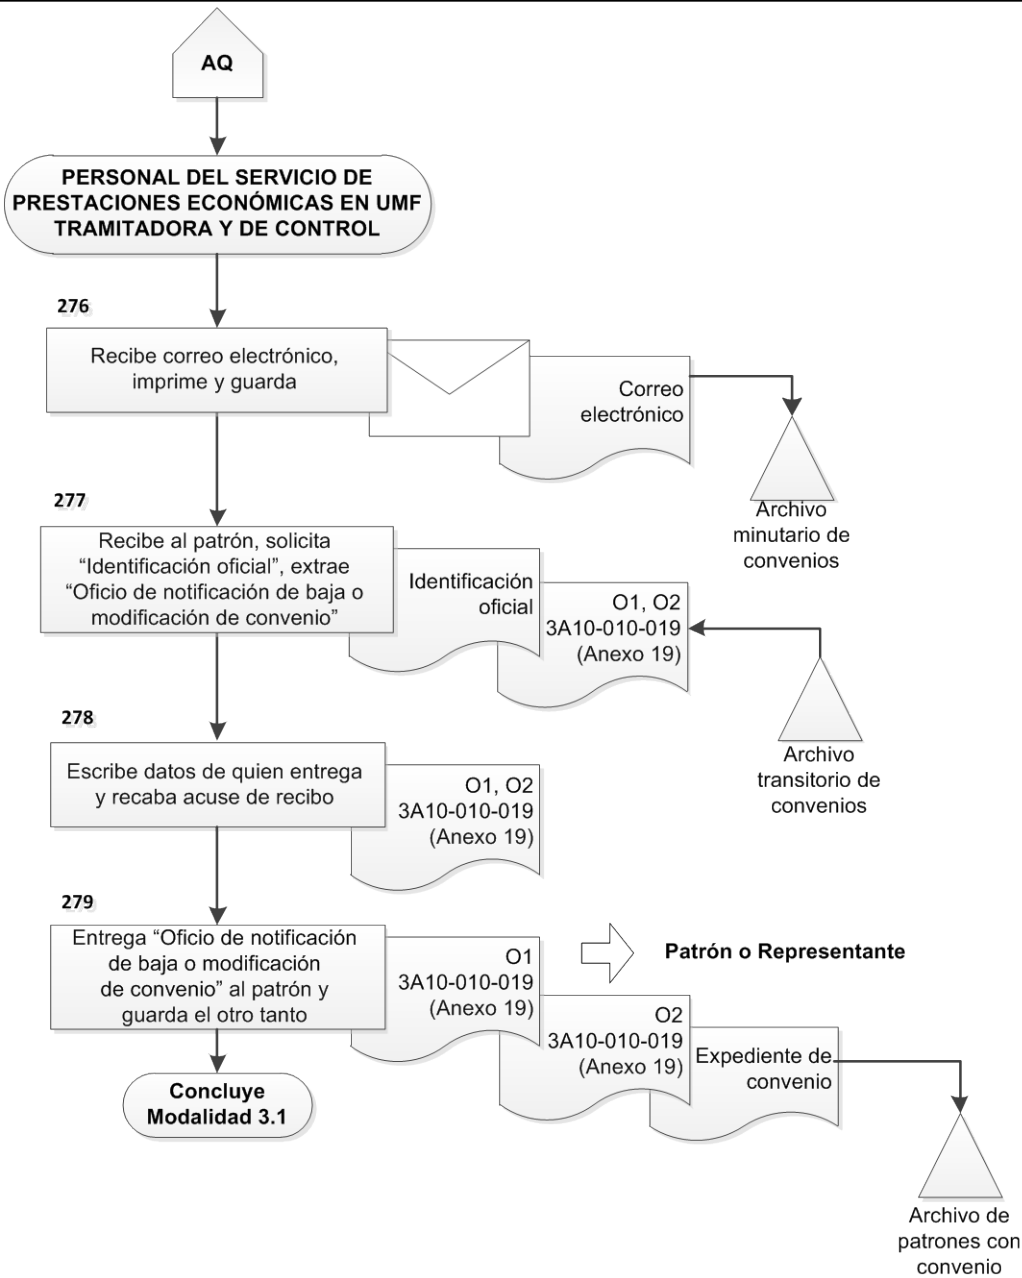 AQ
PERSONAL DEL SERVICIO DE
PRESTACIONES ECONÓMICAS EN UMF
TRAMITADORA Y DE CONTROL
276
Recibe correo electrónico,
imprime y guarda
Correo
electrónico
Archivo
minutario de
convenios
277
Recibe al patrón, solicita
“Identificación oficial”, extrae
“Oficio de notificación de baja o
modificación de convenio”
Identificación
oficial
O1, O2
3A10-010-019
(Anexo 19)
Archivo
transitorio de
convenios
278
Escribe datos de quien entrega
y recaba acuse de recibo
O1, O2
3A10-010-019
(Anexo 19)
279
Entrega “Oficio de notificación
de baja o modificación
de convenio” al patrón y
guarda el otro tanto
O1
3A10-010-019
(Anexo 19)
Patrón o Representante
O2
3A10-010-019
(Anexo 19)
Expediente de
convenio
Archivo de
patrones con
convenio
Concluye
Modalidad 3.1